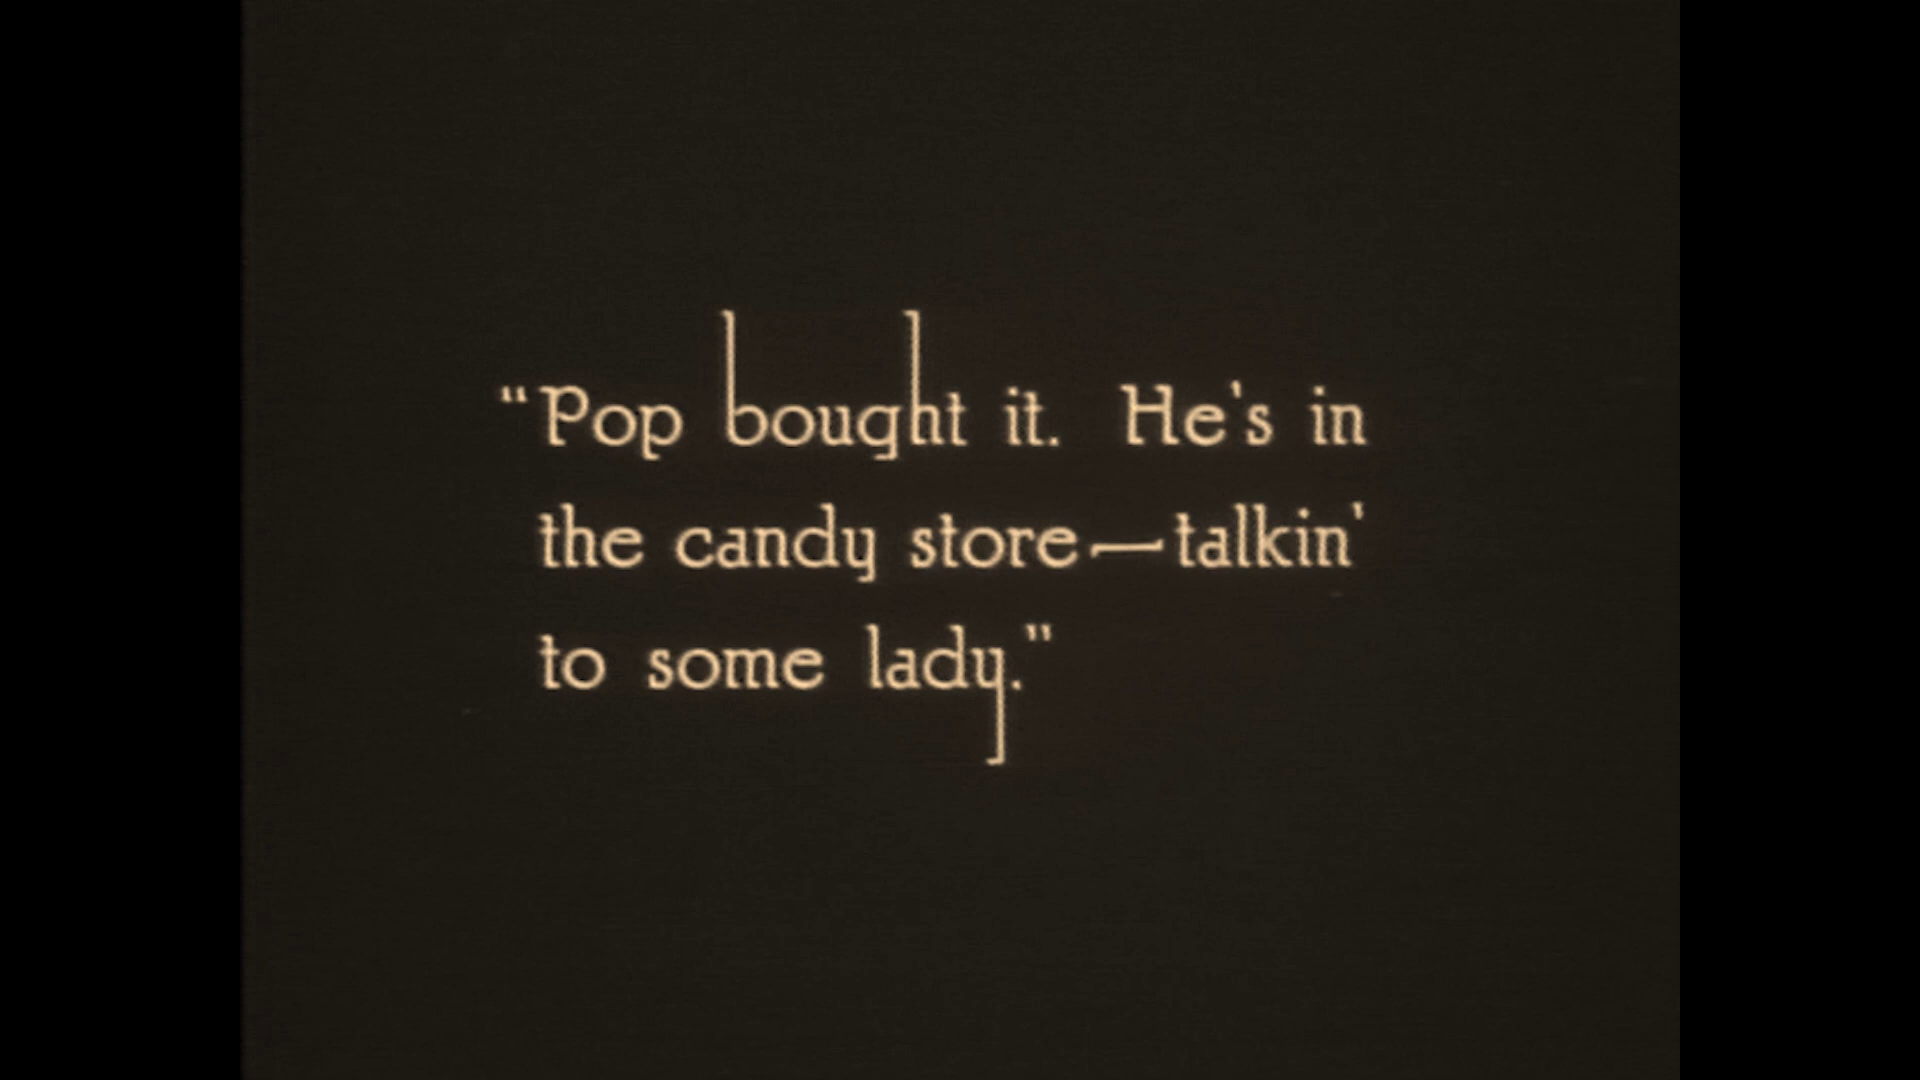 "Pop bought it. He's in
the candy store—talkin'
to some lady."